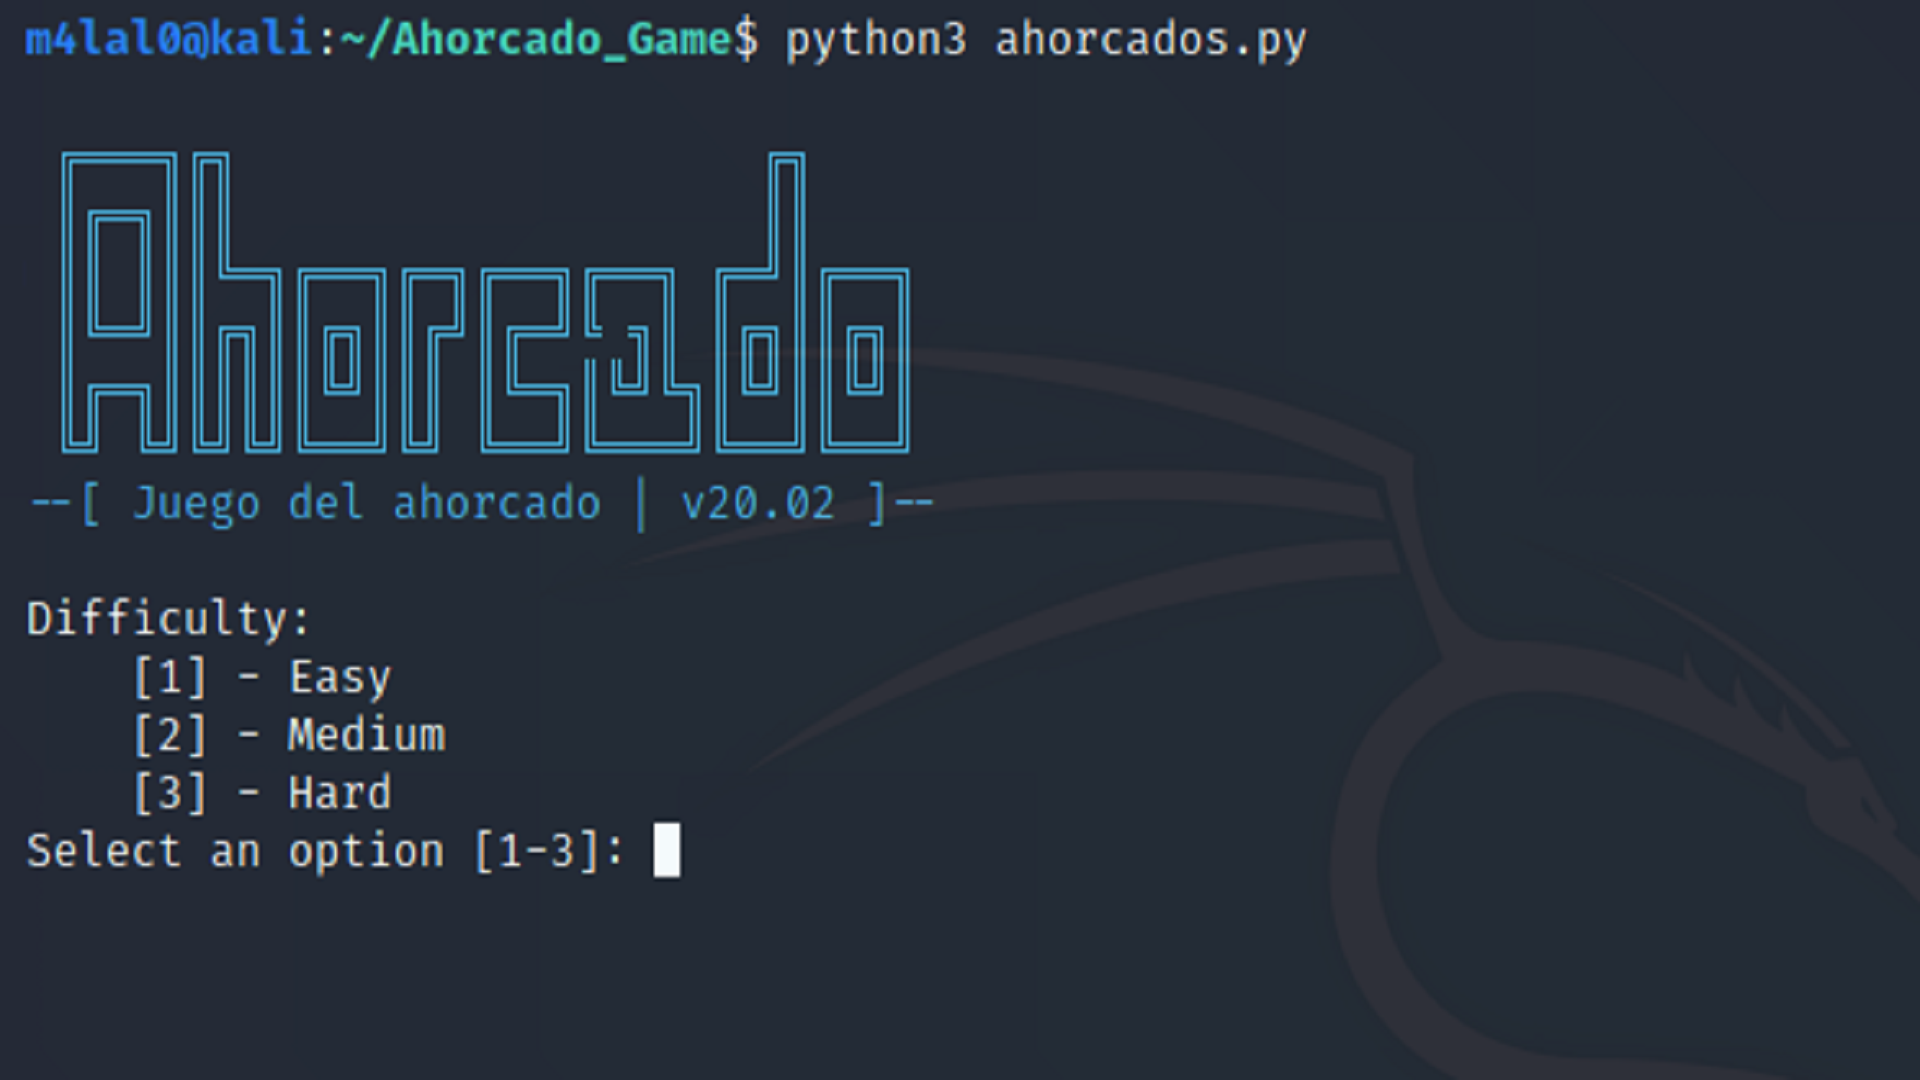 m4lal0@kali:~/Ahorcado_Game$ python3 ahorcados.py
Ahorcado
--[ Juego del ahorcado | v20.02 ]--
Difficulty:
[1] - Easy
[2] - Medium
[3] - Hard
Select an option [1-3]: